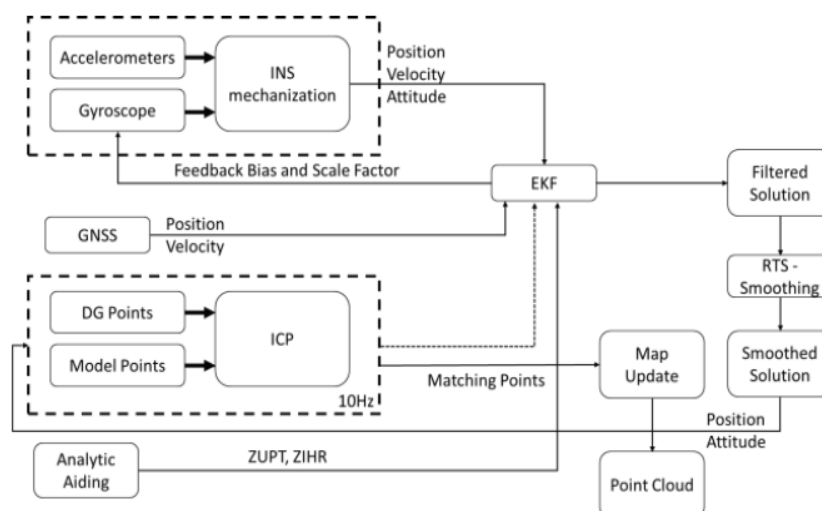 Accelerometers
Gyroscope
INS
mechanization
Position
Velocity
Attitude
Feedback Bias and Scale Factor
EKF
Filtered
Solution
GNSS
Position
Velocity
RTS -
Smoothing
DG Points
Model Points
ICP
10Hz
Matching Points
Map
Update
Smoothed
Solution
Position
Attitude
Analytic
Aiding
ZUPT, ZIHR
Point Cloud